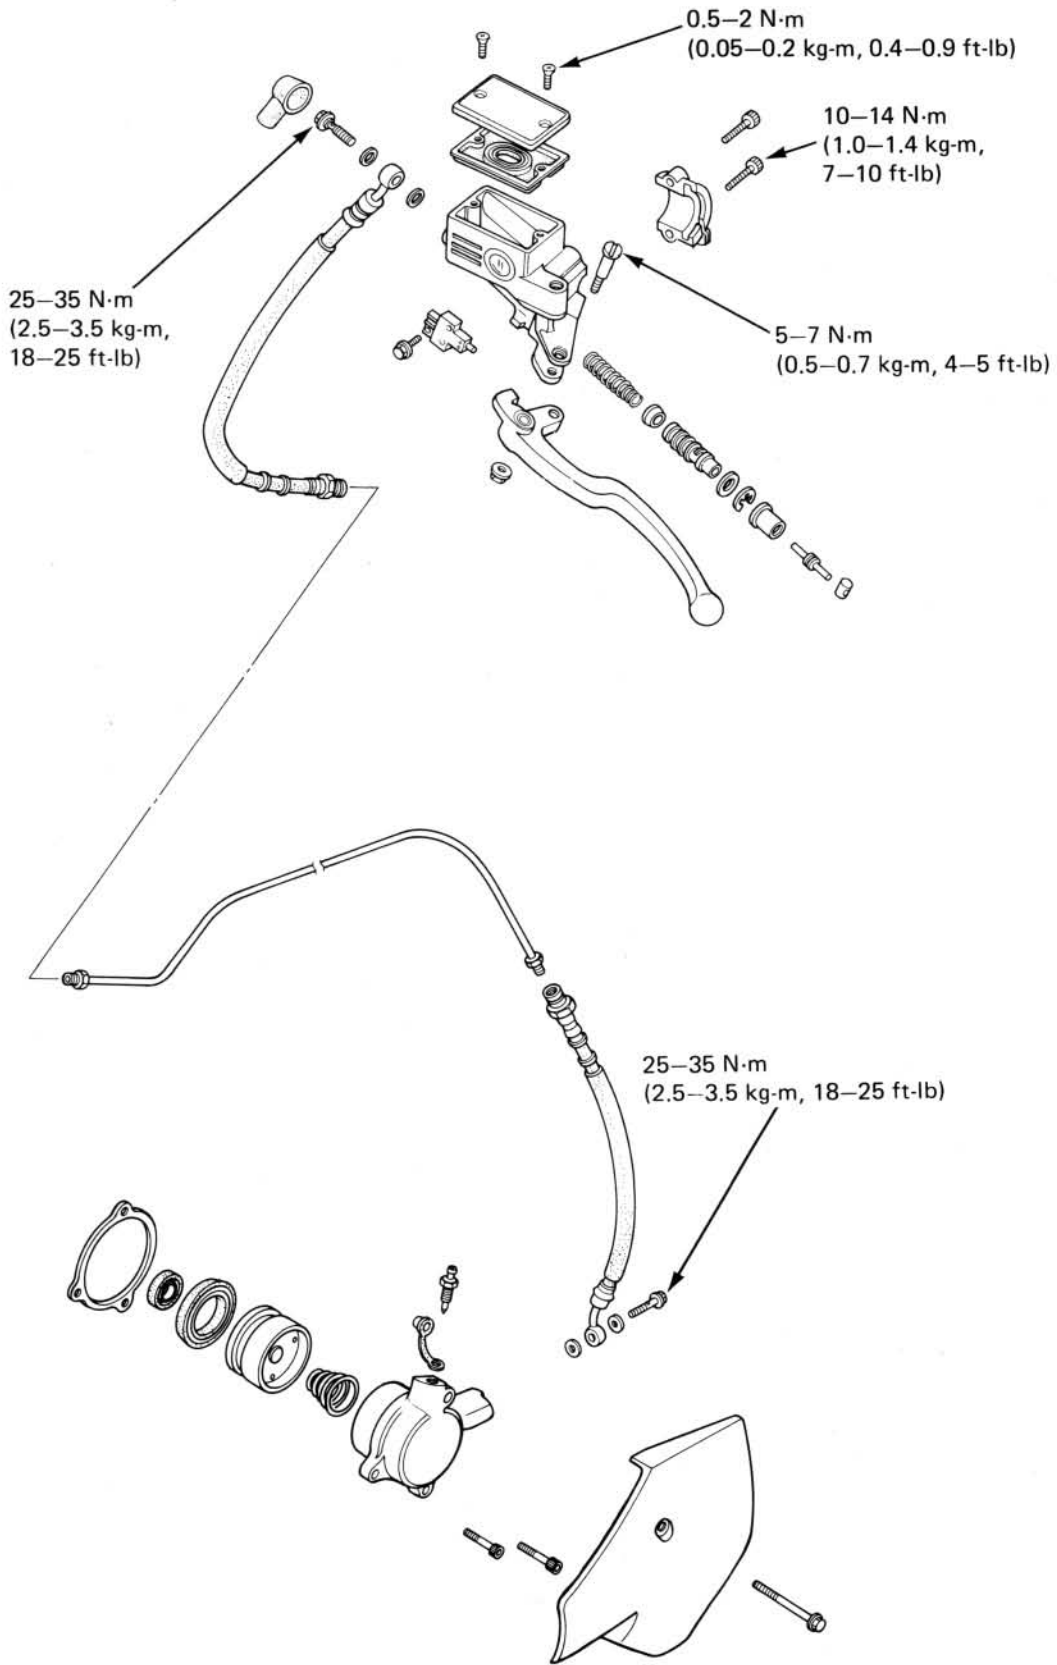 0.5–2 N·m
(0.05–0.2 kg-m, 0.4–0.9 ft-lb)
10–14 N·m
(1.0–1.4 kg-m,
7–10 ft-lb)
25–35 N·m
(2.5–3.5 kg-m,
18–25 ft-lb)
5–7 N·m
(0.5–0.7 kg-m, 4–5 ft-lb)
25–35 N·m
(2.5–3.5 kg-m, 18–25 ft-lb)